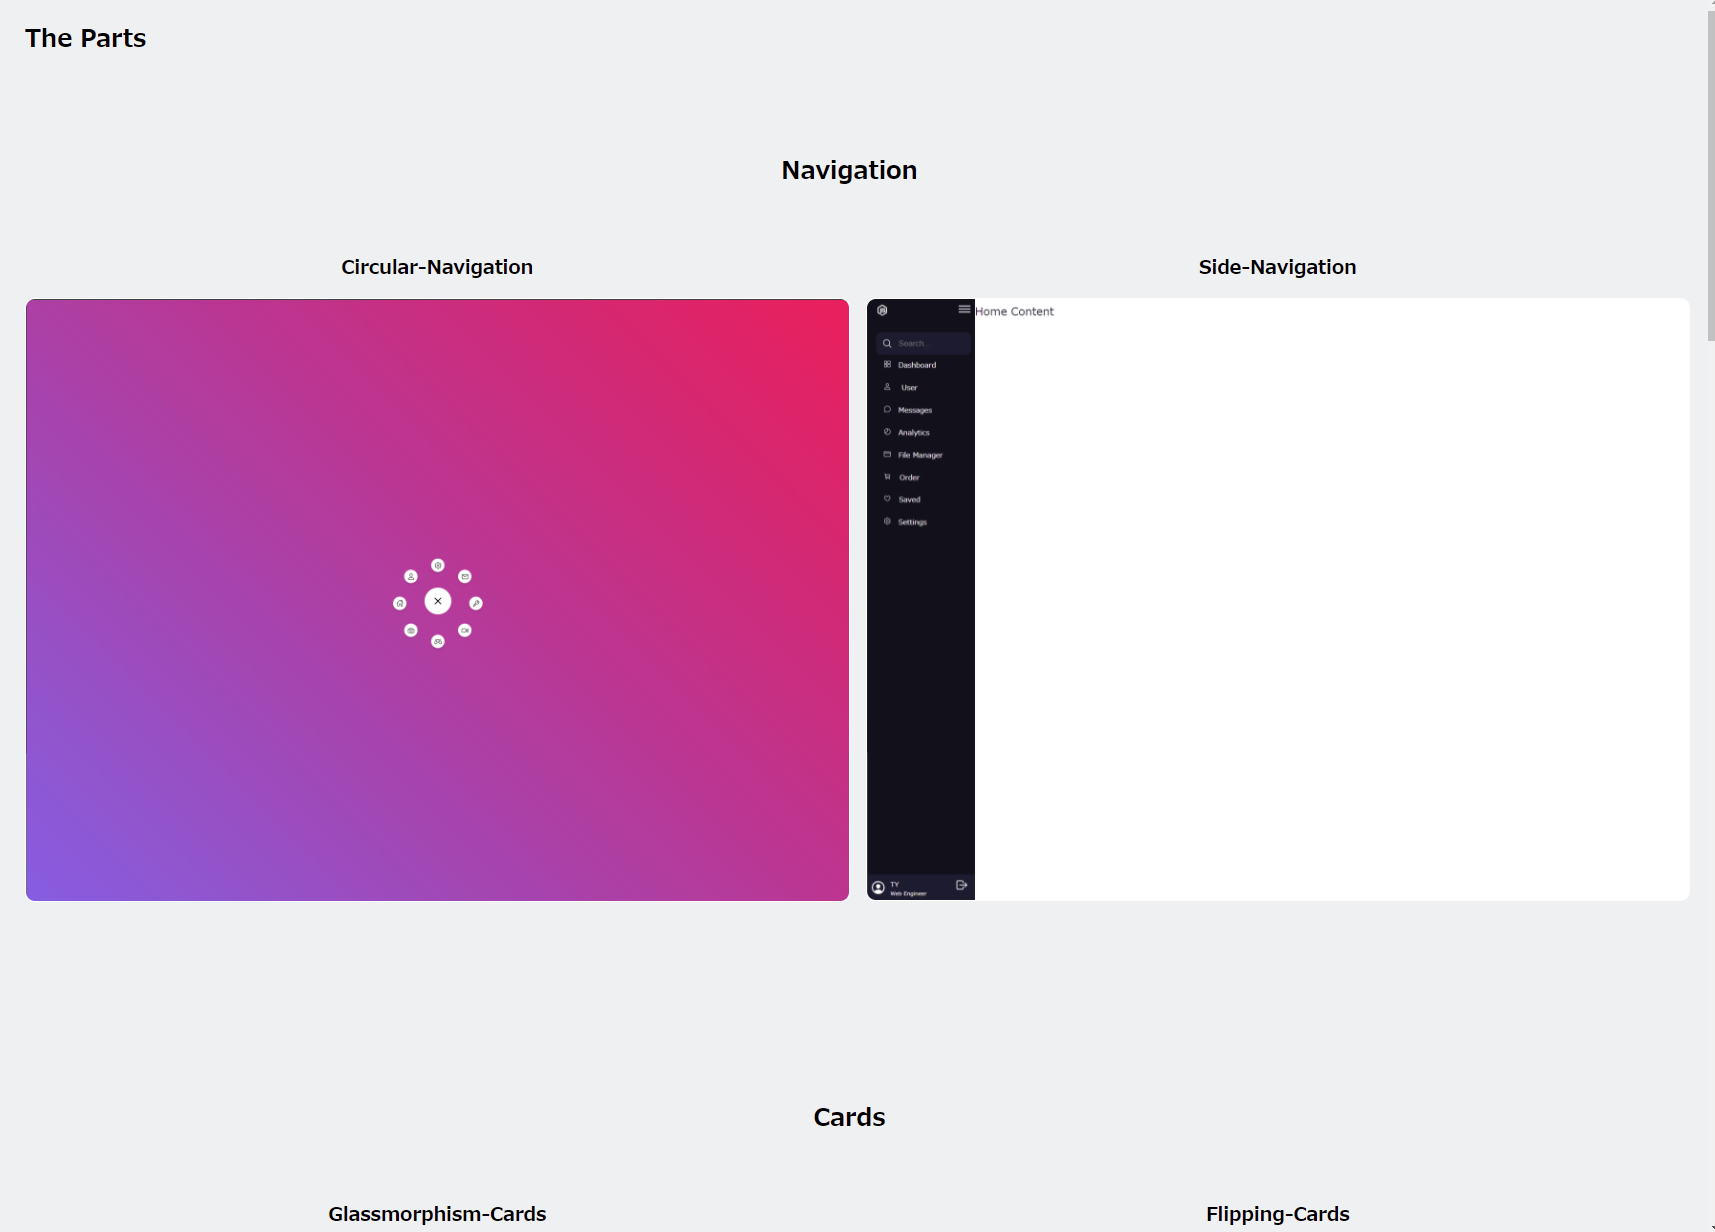 The Parts
Navigation
Circular-Navigation
Side-Navigation
Home Content
Search...
Dashboard
User
Messages
Analytics
File Manager
Order
Saved
Settings
TY
Web Engineer
Cards
Glassmorphism-Cards
Flipping-Cards